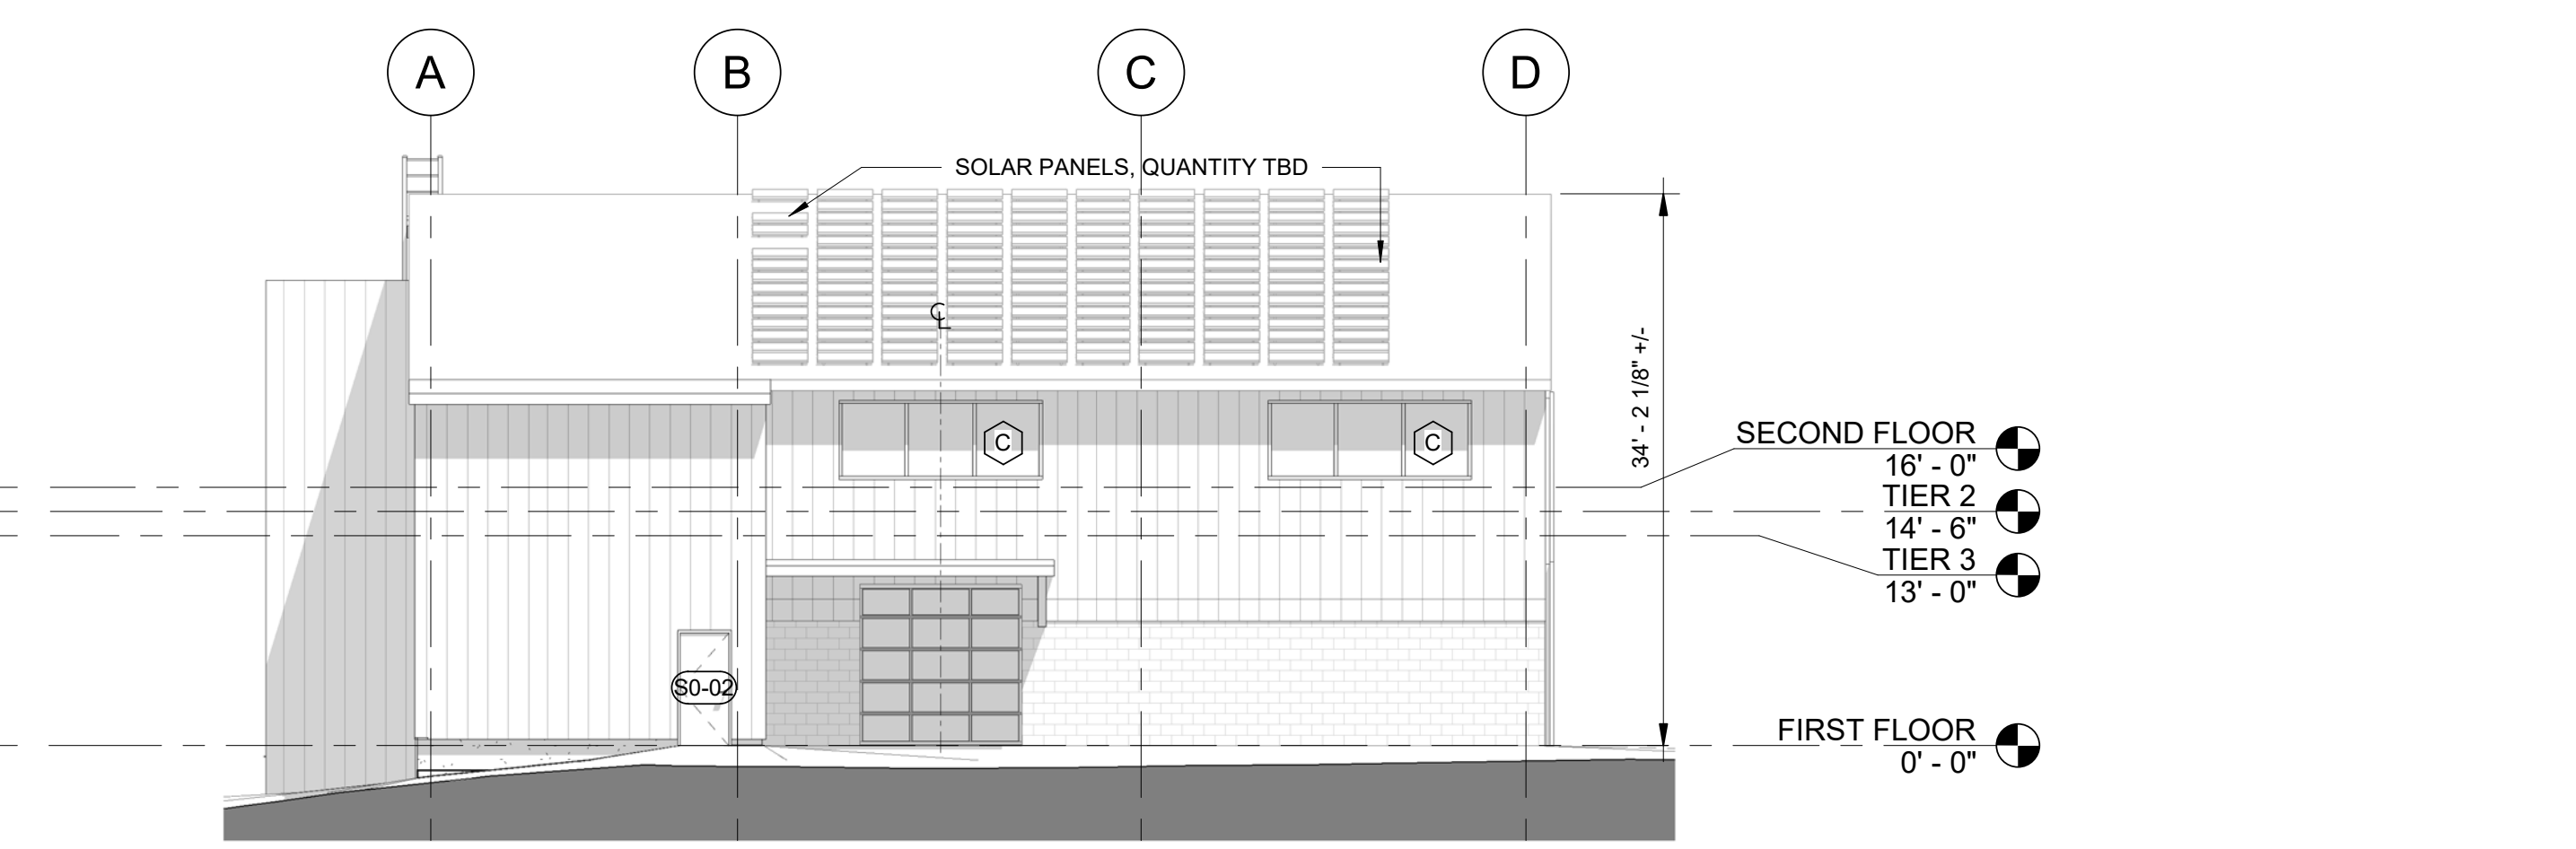 A
B
C
D
SOLAR PANELS, QUANTITY TBD
℄
34' - 2 1/8" +/-
C
C
SECOND FLOOR
16' - 0"
TIER 2
14' - 6"
TIER 3
13' - 0"
S0-02
FIRST FLOOR
0' - 0"